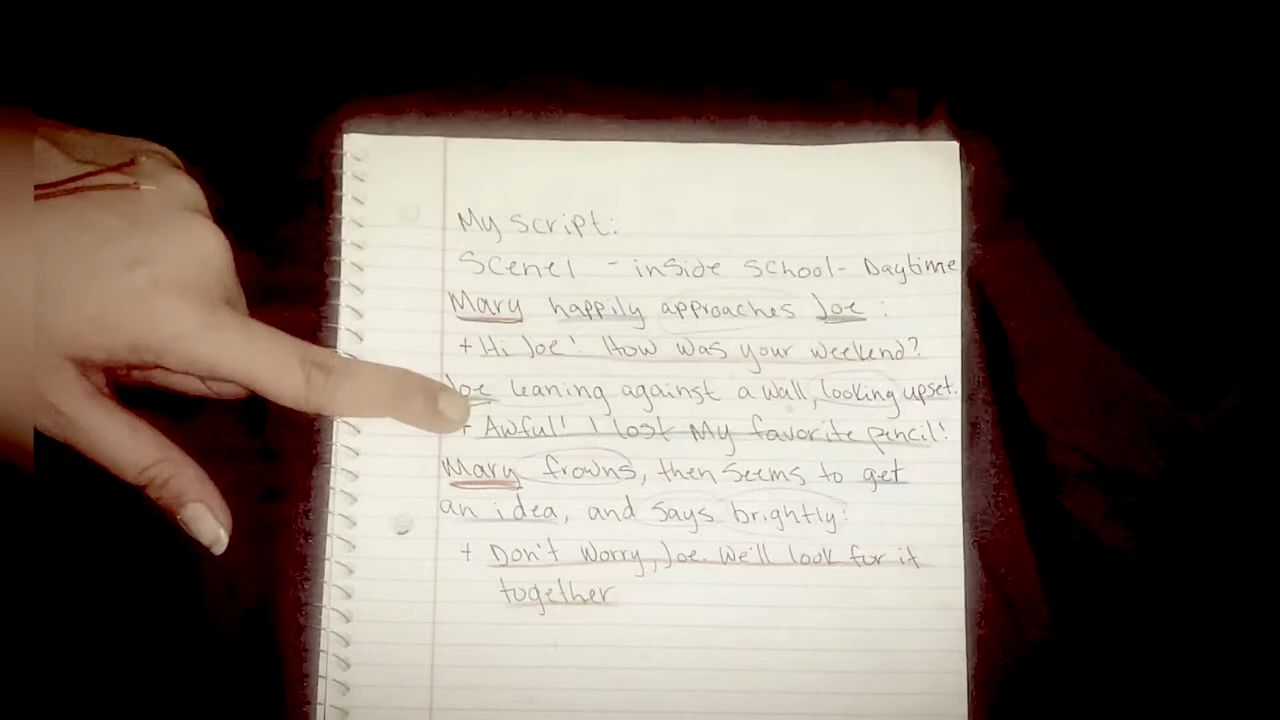 My script:
Scene 1 - inside school - Daytime
Mary happily approaches Joe :
+ Hi Joe! How was your weekend?
Joe leaning against a wall, looking upset.
+ Awful! I lost my favorite pencil!
Mary frowns, then seems to get
an idea, and says brightly:
+ Don't worry, Joe. We'll look for it
together